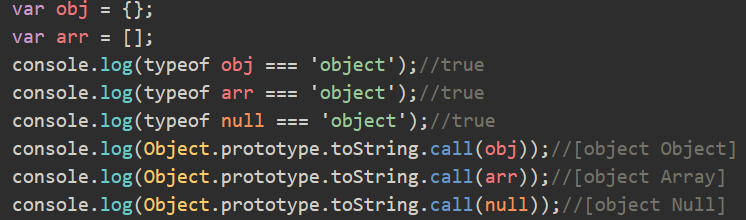 var obj = {};
var arr = [];
console.log(typeof obj === 'object');//true
console.log(typeof arr === 'object');//true
console.log(typeof null === 'object');//true
console.log(Object.prototype.toString.call(obj));//[object Object]
console.log(Object.prototype.toString.call(arr));//[object Array]
console.log(Object.prototype.toString.call(null));//[object Null]